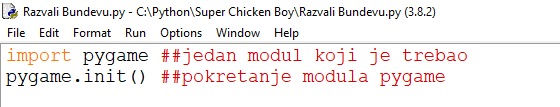 Razvali Bundevu.py - C:\Python\Super Chicken Boy\Razvali Bundevu.py (3.8.2)
File Edit Format Run Options Window Help
import pygame ##jedan modul koji je trebao
pygame.init() ##pokretanje modula pygame